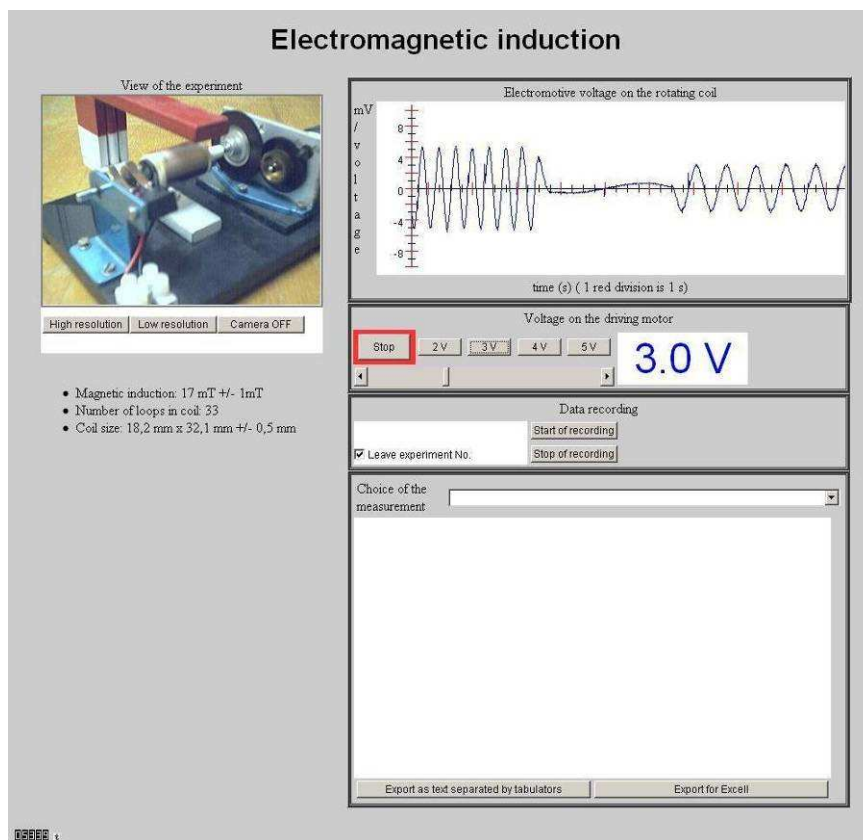 Electromagnetic induction
View of the experiment
High resolution
Low resolution
Camera OFF
• Magnetic induction: 17 mT +/- 1mT
• Number of loops in coil: 33
• Coil size: 18,2 mm x 32,1 mm +/- 0,5 mm
Electromotive voltage on the rotating coil
mV
/
v
o
l
t
a
g
e
8
4
0
-4
-8
time (s) ( 1 red division is 1 s)
Voltage on the driving motor
Stop
2 V
3 V
4 V
5 V
3.0 V
Data recording
Start of recording
Leave experiment No.
Stop of recording
Choice of the
measurement
Export as text separated by tabulators
Export for Excell